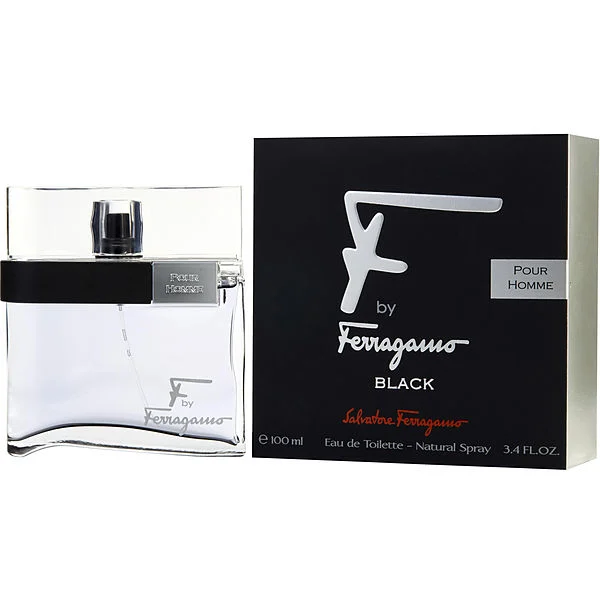 POUR
HOMME
F by
Ferragamo
F by
Ferragamo
BLACK
POUR
HOMME
Salvatore Ferragamo
e 100 ml Eau de Toilette - Natural Spray 3.4 FL.OZ.